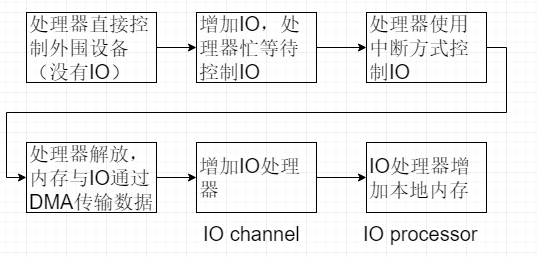 处理器直接控
制外围设备
（没有IO）
增加IO，处
理器忙等待
控制IO
处理器使用
中断方式控
制IO
处理器解放，
内存与IO通过
DMA传输数据
增加IO处理
器
IO channel
IO处理器增
加本地内存
IO processor